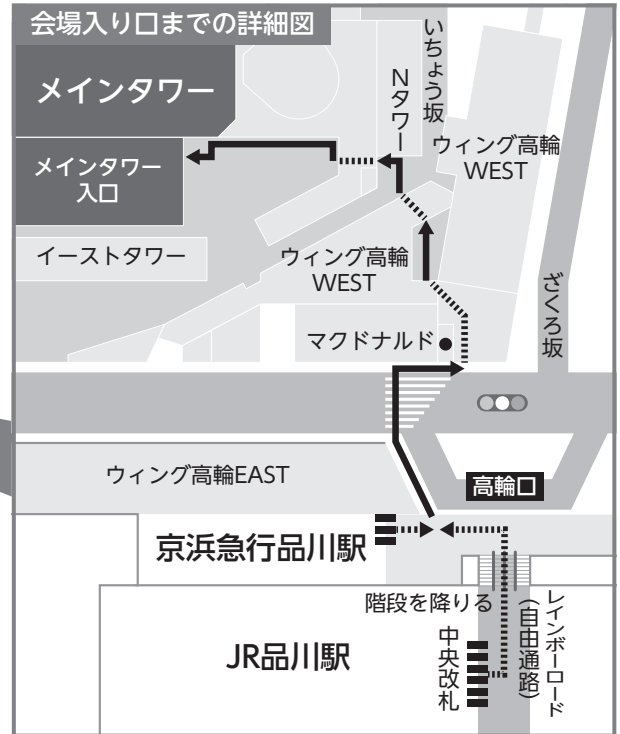 会場入り口までの詳細図
メインタワー
メインタワー
入口
Nタワー
いちょう坂
ウィング高輪
WEST
イーストタワー
ウィング高輪
WEST
ざくろ坂
マクドナルド
ウィング高輪EAST
高輪口
京浜急行品川駅
階段を降りる
JR品川駅
中央改札
レインボーロード
(自由通路)